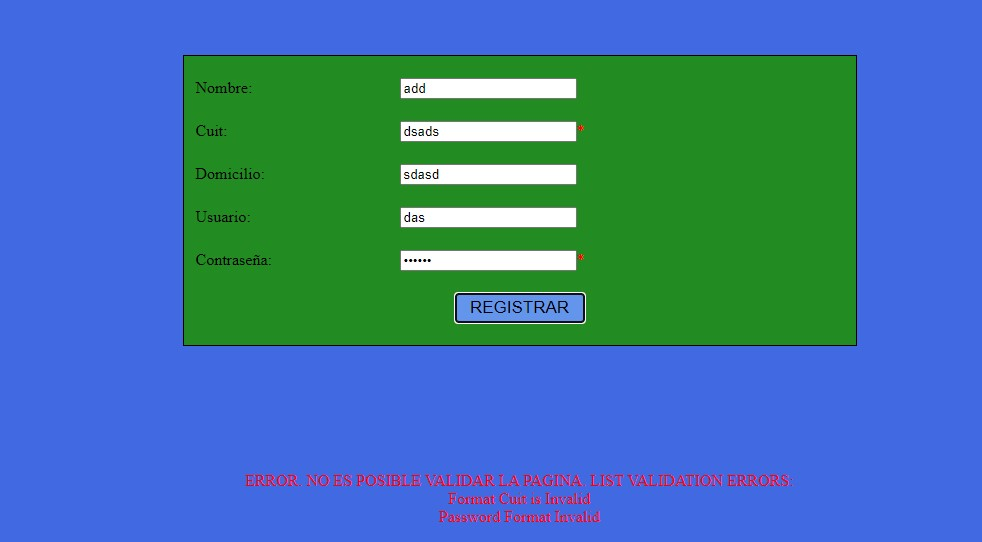 Nombre: add
Cuit: dsads *
Domicilio: sdasd
Usuario: das
Contraseña: •••••• *
REGISTRAR
ERROR. NO ES POSIBLE VALIDAR LA PAGINA. LIST VALIDATION ERRORS:
Format Cuit is Invalid
Password Format Invalid